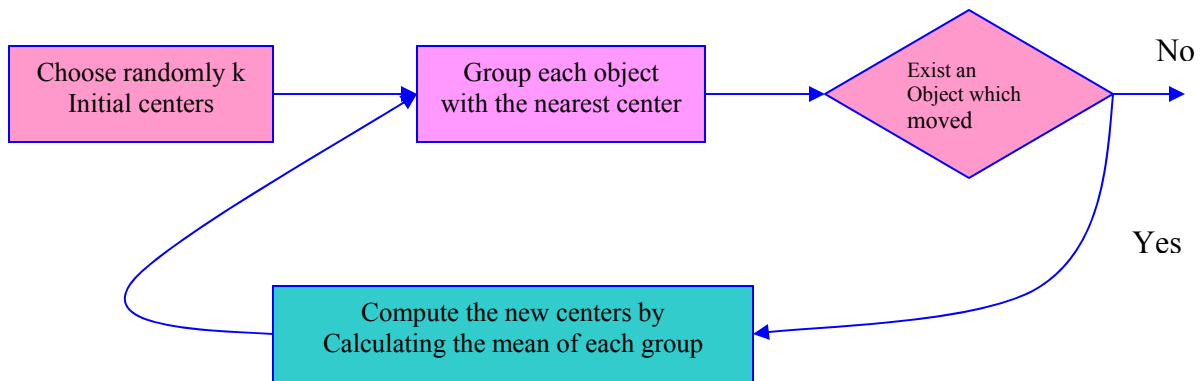 Choose randomly k
Initial centers
Group each object
with the nearest center
Exist an
Object which
moved
No
Yes
Compute the new centers by
Calculating the mean of each group